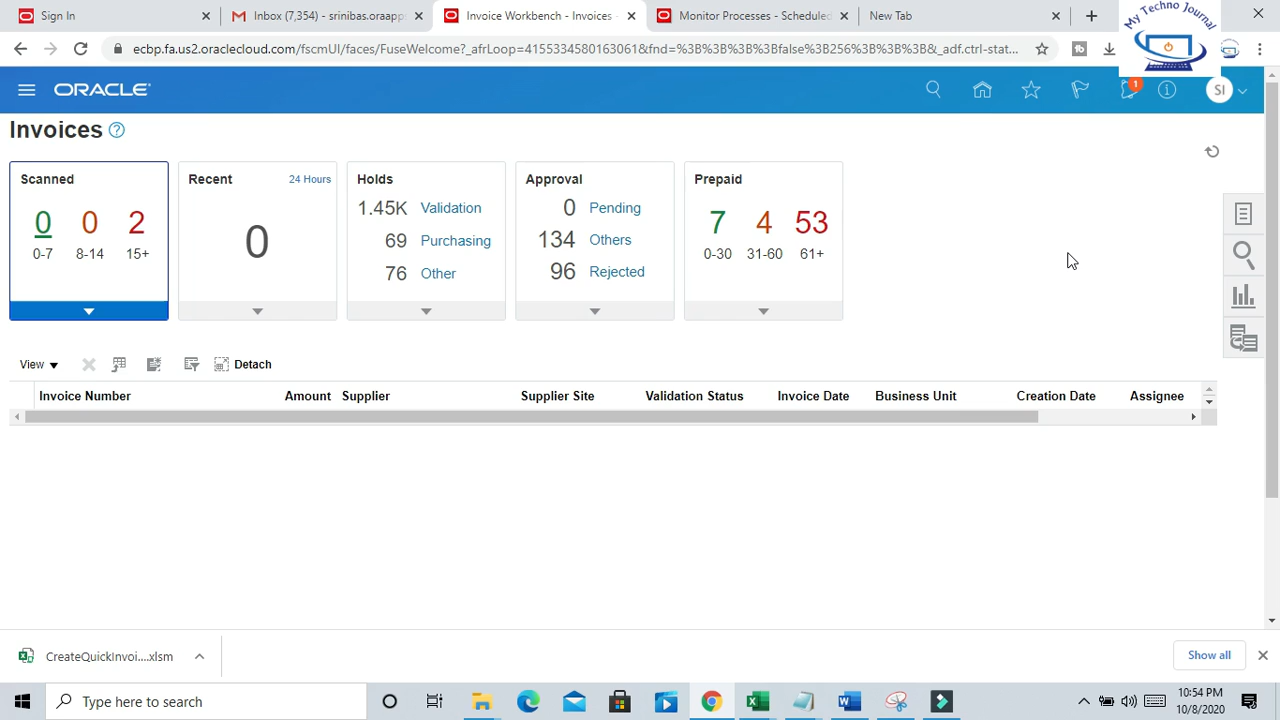 Sign In
Inbox (7,354) - srinibas.oraapp
Invoice Workbench - Invoices -
Monitor Processes - Scheduled
New Tab
My Techno Journal
ecbp.fa.us2.oraclecloud.com/fscmUI/faces/FuseWelcome?_afrLoop=41553345801630618&fnd=%3B%3B%3B%3Bfalse%3B256%3B%3B%3B&_adf.ctrl-stat...
ORACLE
1
SI
Invoices
Scanned
0 0 2
0-7 8-14 15+
Recent 24 Hours
0
Holds
1.45K Validation
69 Purchasing
76 Other
Approval
0 Pending
134 Others
96 Rejected
Prepaid
7 4 53
0-30 31-60 61+
View Detach
Invoice Number Amount Supplier Supplier Site Validation Status Invoice Date Business Unit Creation Date Assignee
CreateQuickInvoi....xlsm
Show all
Type here to search
10:54 PM
10/8/2020